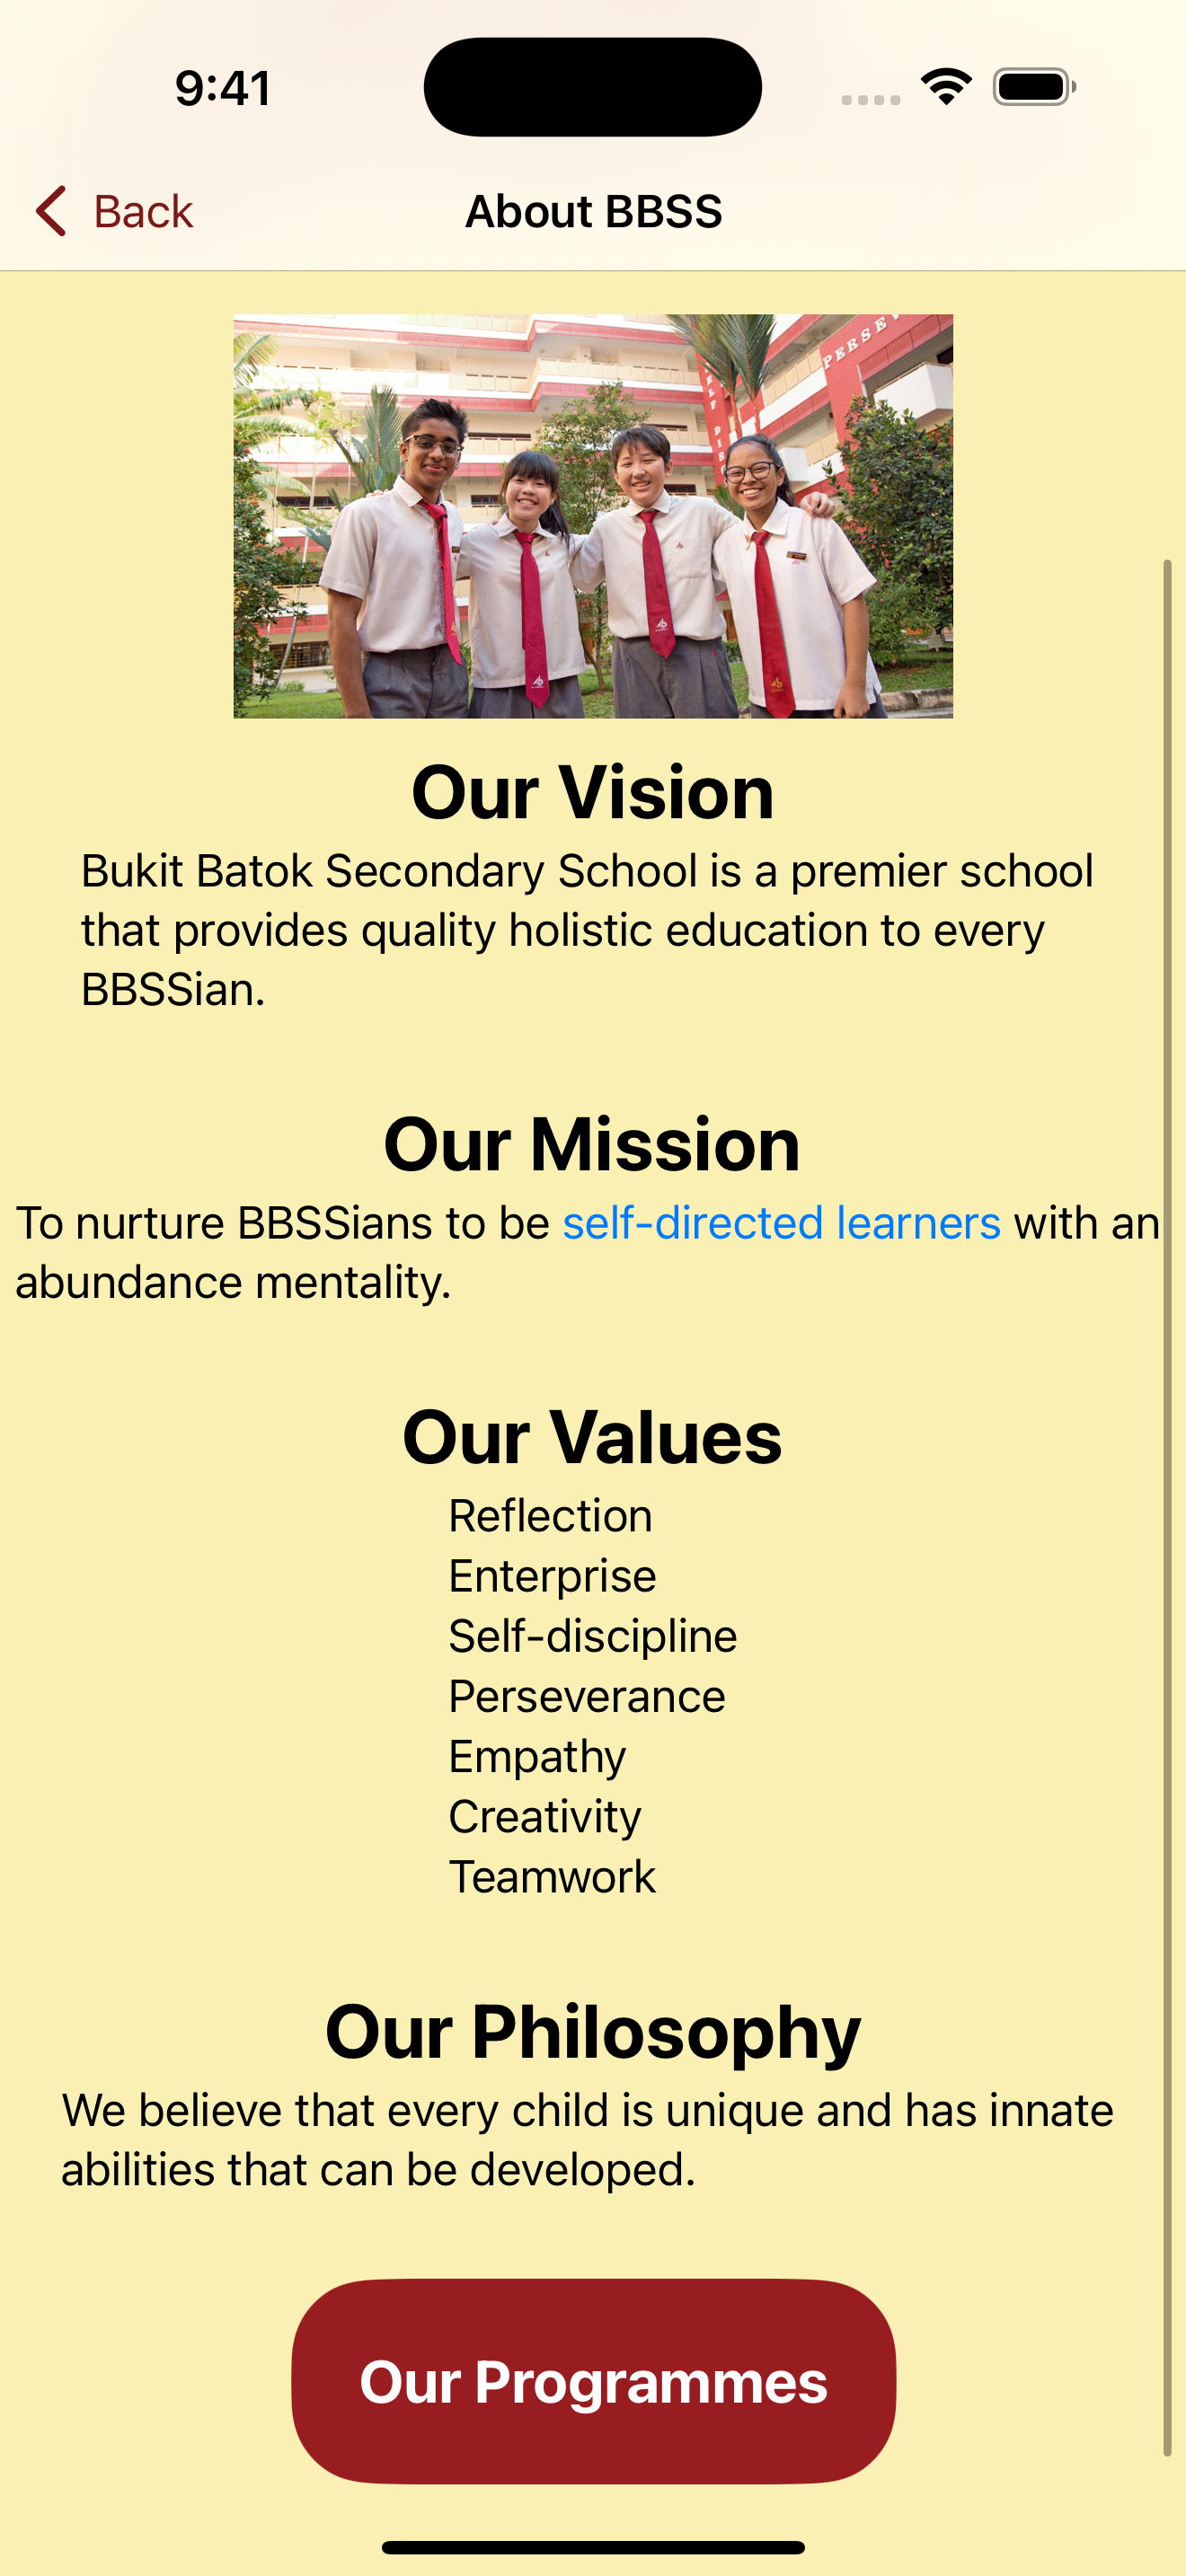 9:41
Back
About BBSS
PERSEV
Our Vision
Bukit Batok Secondary School is a premier school
that provides quality holistic education to every
BBSSian.
Our Mission
To nurture BBSSians to be self-directed learners with an
abundance mentality.
Our Values
Reflection
Enterprise
Self-discipline
Perseverance
Empathy
Creativity
Teamwork
Our Philosophy
We believe that every child is unique and has innate
abilities that can be developed.
Our Programmes